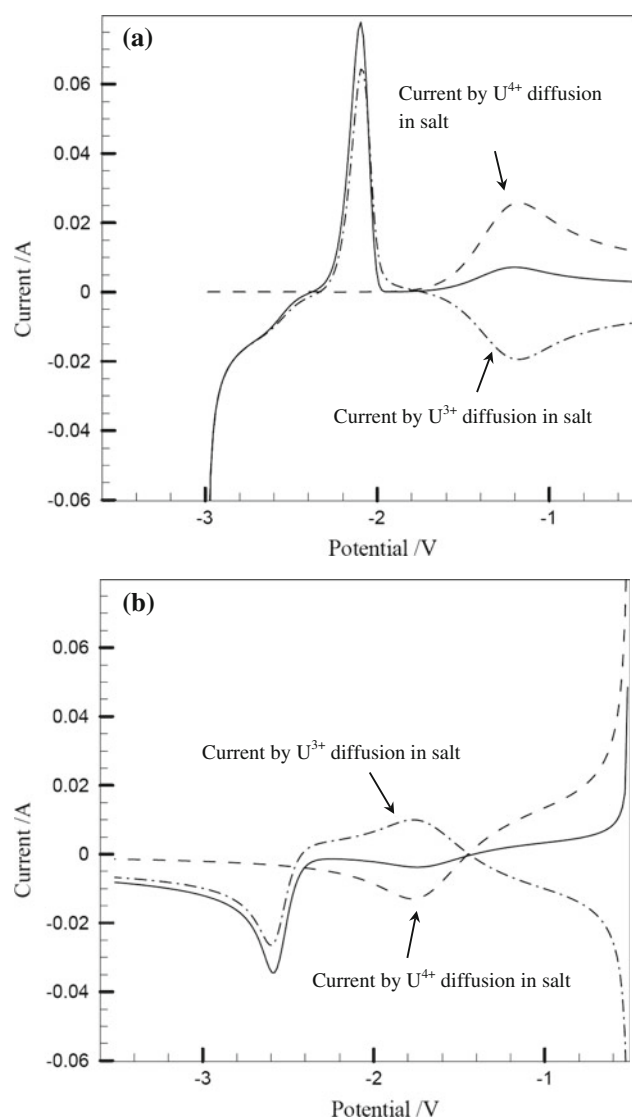 (a)
Current by U⁴⁺ diffusion
in salt
Current by U³⁺ diffusion in salt
0.06
0.04
0.02
0
-0.02
-0.04
-0.06
Current /A
-3
-2
-1
Potential /V
(b)
Current by U³⁺ diffusion in salt
Current by U⁴⁺ diffusion in salt
0.06
0.04
0.02
0
-0.02
-0.04
-0.06
Current /A
-3
-2
-1
Potential /V